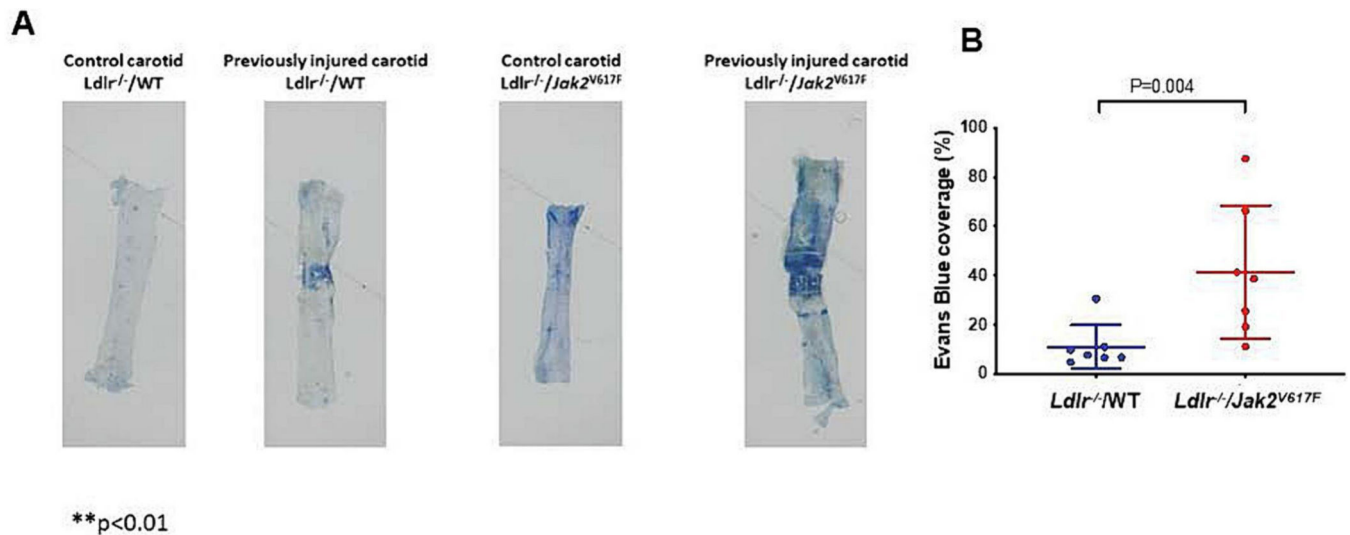 A
Control carotid
Ldlr-/-/WT
Previously injured carotid
Ldlr-/-/WT
Control carotid
Ldlr-/-/Jak2V617F
Previously injured carotid
Ldlr-/-/Jak2V617F
**p<0.01
B
P=0.004
Evans Blue coverage (%)
100
80
60
40
20
0
Ldlr-/-/WT
Ldlr-/-/Jak2V617F